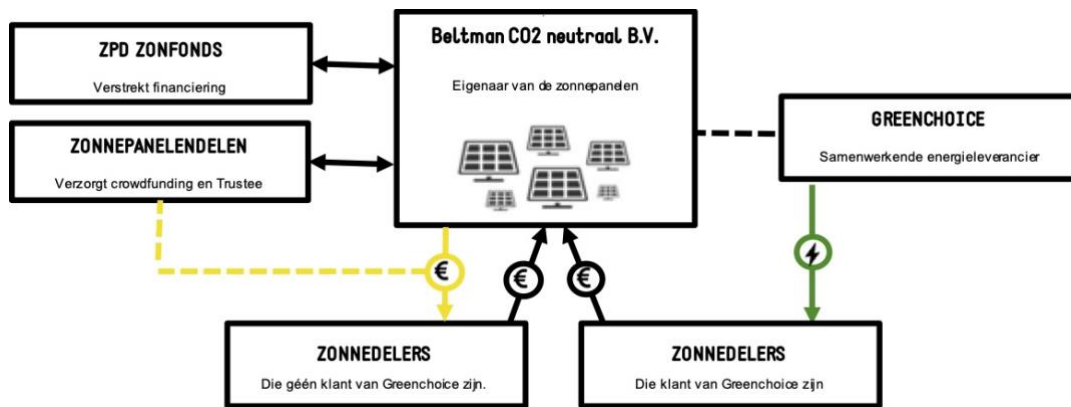 ZPD ZONFONDS
Verstrekt financiering
Beltman CO2 neutraal B.V.
Eigenaar van de zonnepanelen
ZONNEPANELENDELEN
Verzorgt crowdfunding en Trustee
GREENCHOICE
Samenwerkende energieleverancier
€
€
€
ZONNEDELERS
Die géén klant van Greenchoice zijn.
ZONNEDELERS
Die klant van Greenchoice zijn